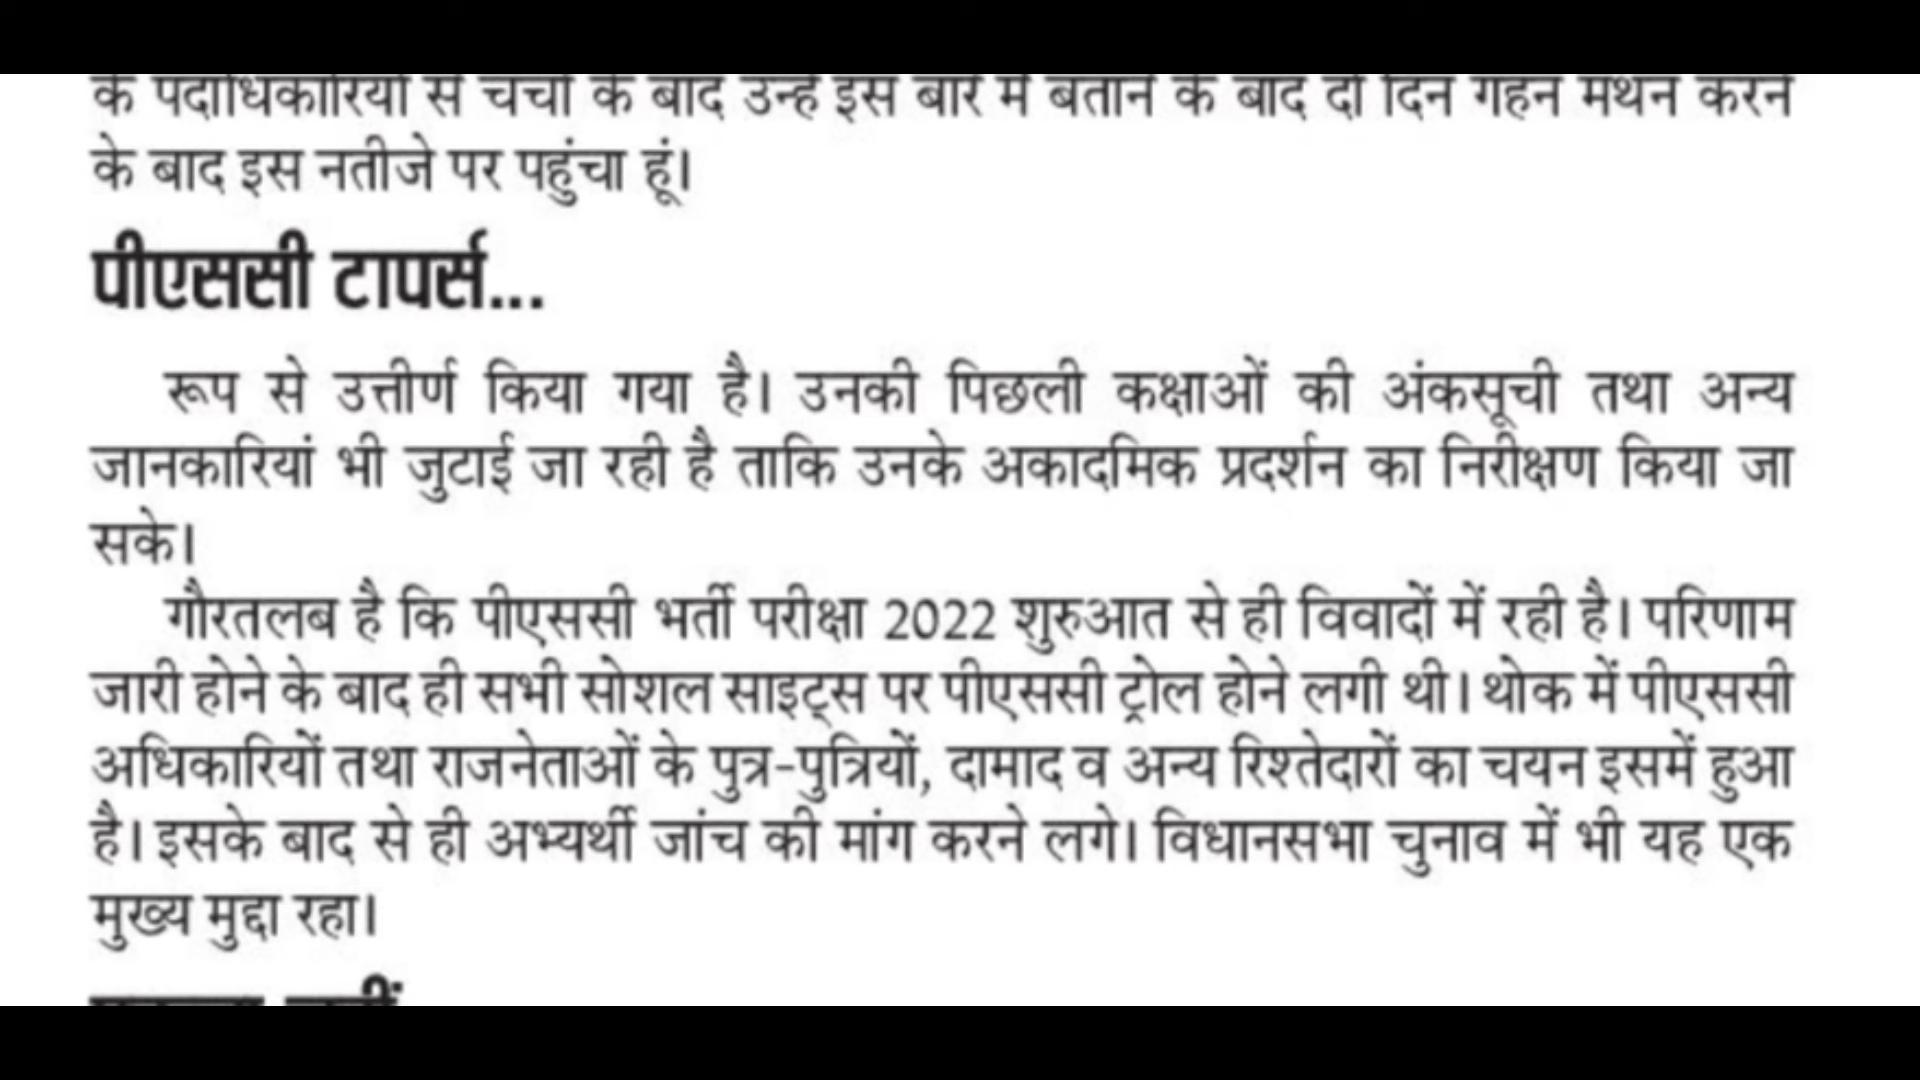 के पदाधिकारियों से चर्चा के बाद उन्हें इस बारे में बताने के बाद दो दिन गहन मंथन करने
के बाद इस नतीजे पर पहुंचा हूं।
पीएससी टापर्स...
रूप से उत्तीर्ण किया गया है। उनकी पिछली कक्षाओं की अंकसूची तथा अन्य
जानकारियां भी जुटाई जा रही है ताकि उनके अकादमिक प्रदर्शन का निरीक्षण किया जा
सके।
गौरतलब है कि पीएससी भर्ती परीक्षा 2022 शुरुआत से ही विवादों में रही है। परिणाम
जारी होने के बाद ही सभी सोशल साइट्स पर पीएससी ट्रोल होने लगी थी। थोक में पीएससी
अधिकारियों तथा राजनेताओं के पुत्र-पुत्रियों, दामाद व अन्य रिश्तेदारों का चयन इसमें हुआ
है। इसके बाद से ही अभ्यर्थी जांच की मांग करने लगे। विधानसभा चुनाव में भी यह एक
मुख्य मुद्दा रहा।